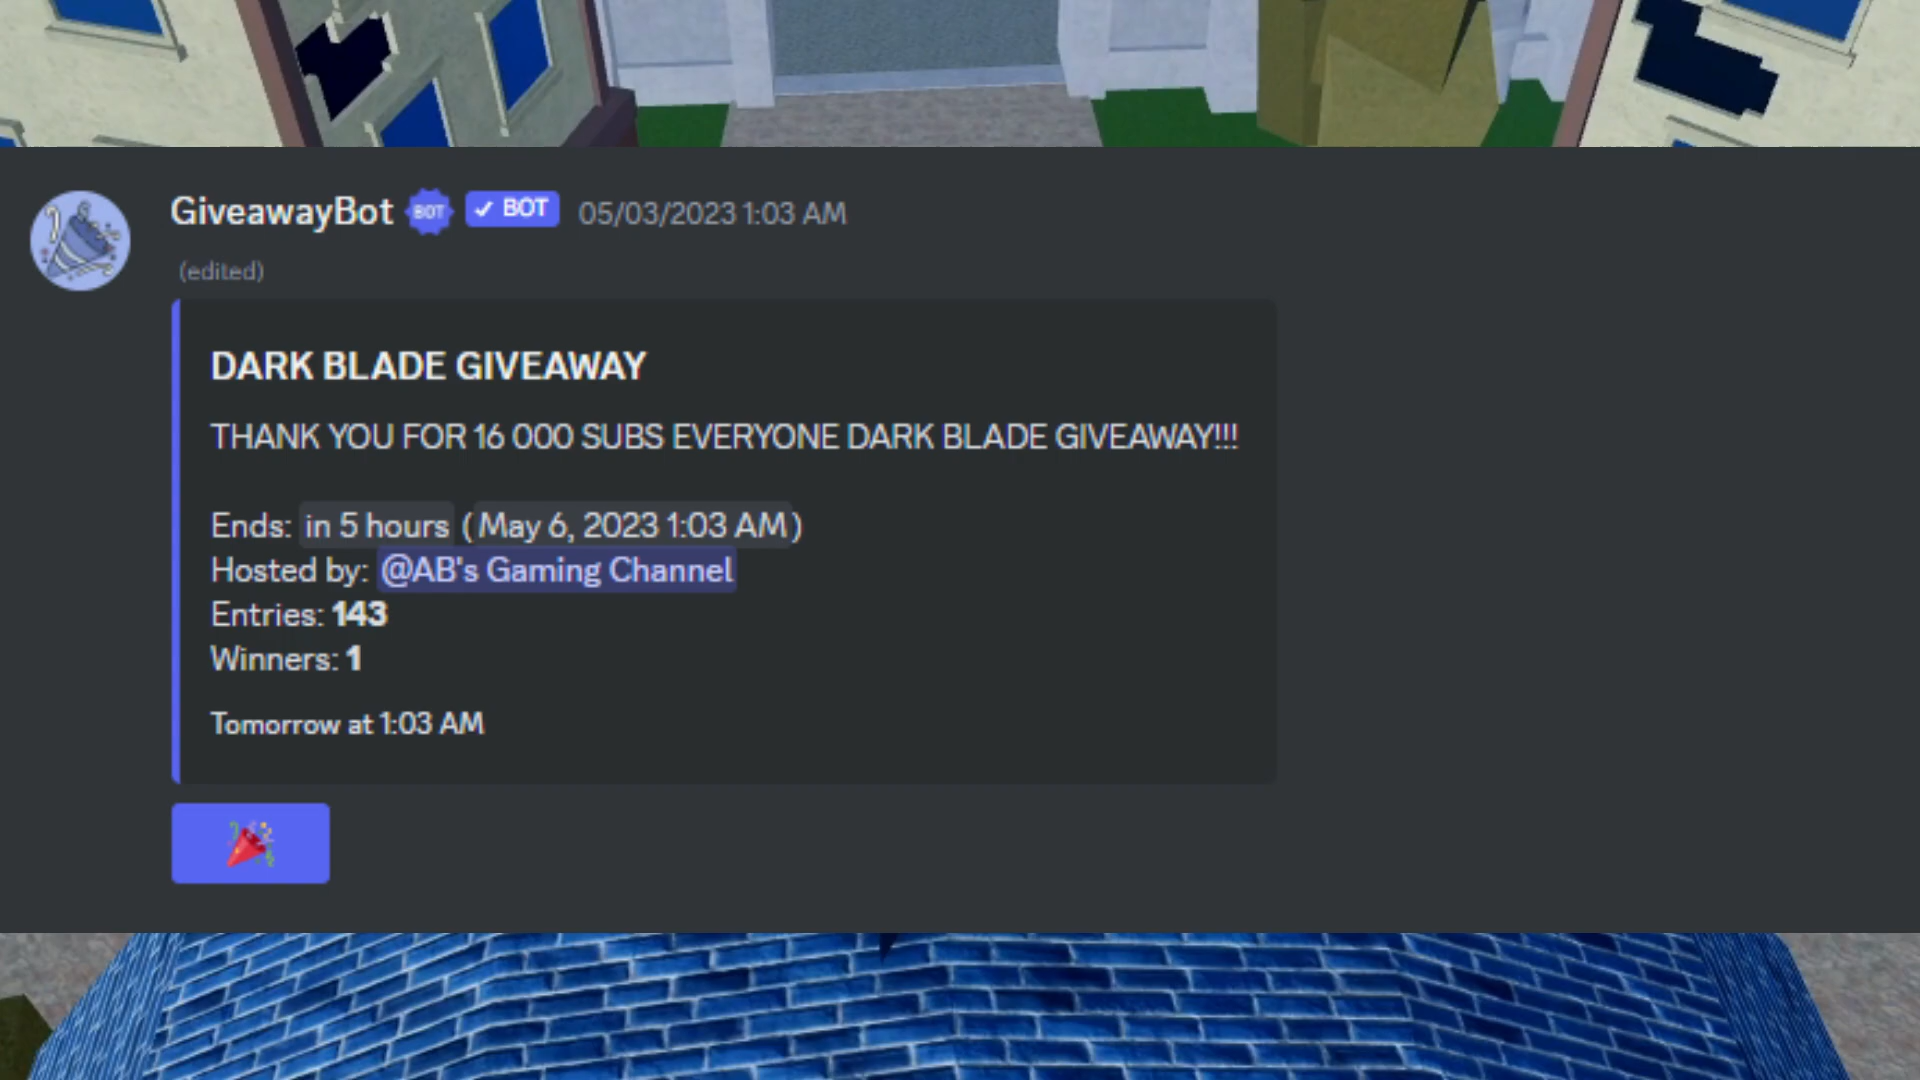 GiveawayBot BOT ✓ BOT 05/03/2023 1:03 AM
(edited)
DARK BLADE GIVEAWAY
THANK YOU FOR 16 000 SUBS EVERYONE DARK BLADE GIVEAWAY!!!
Ends: in 5 hours (May 6, 2023 1:03 AM)
Hosted by: @AB's Gaming Channel
Entries: 143
Winners: 1
Tomorrow at 1:03 AM